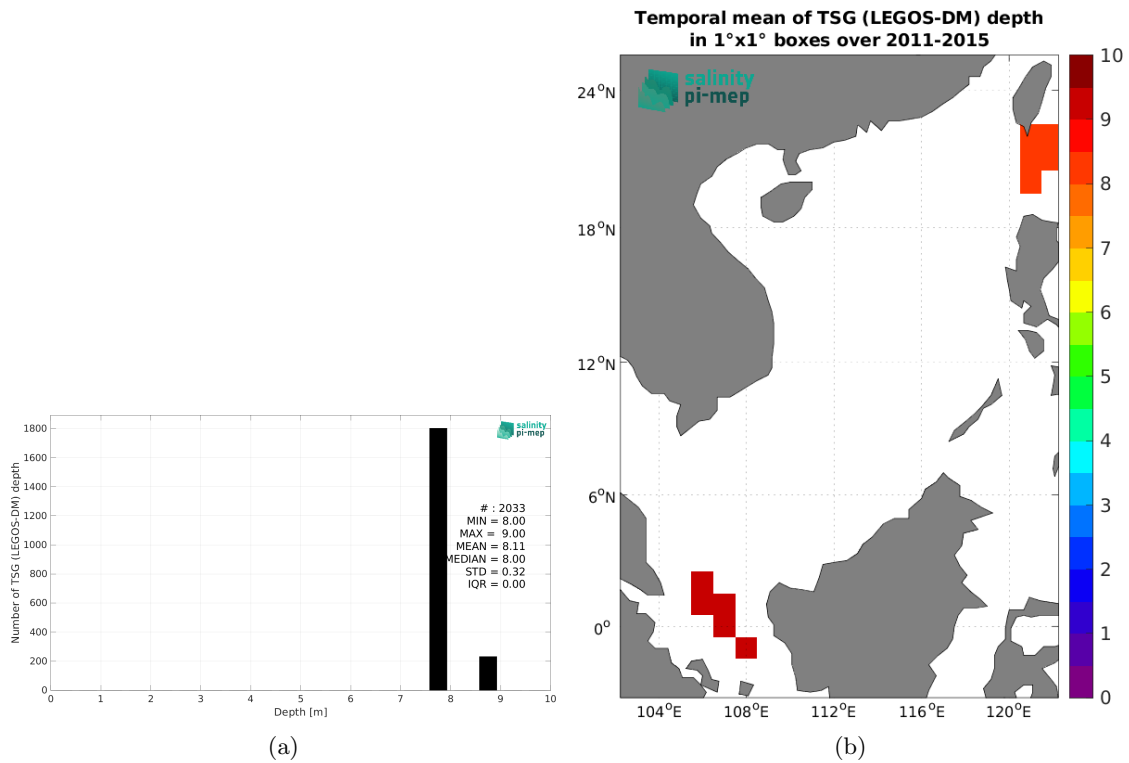 1800
1600
1400
1200
1000
800
600
400
200
0
Number of TSG (LEGOS-DM) depth
salinity
pi-mep
# : 2033
MIN = 8.00
MAX = 9.00
MEAN = 8.11
MEDIAN = 8.00
STD = 0.32
IQR = 0.00
0 1 2 3 4 5 6 7 8 9 10
Depth [m]
(a)
Temporal mean of TSG (LEGOS-DM) depth
in 1°x1° boxes over 2011-2015
salinity
pi-mep
24°N
18°N
12°N
6°N
0°
104°E 108°E 112°E 116°E 120°E
10
9
8
7
6
5
4
3
2
1
0
(b)